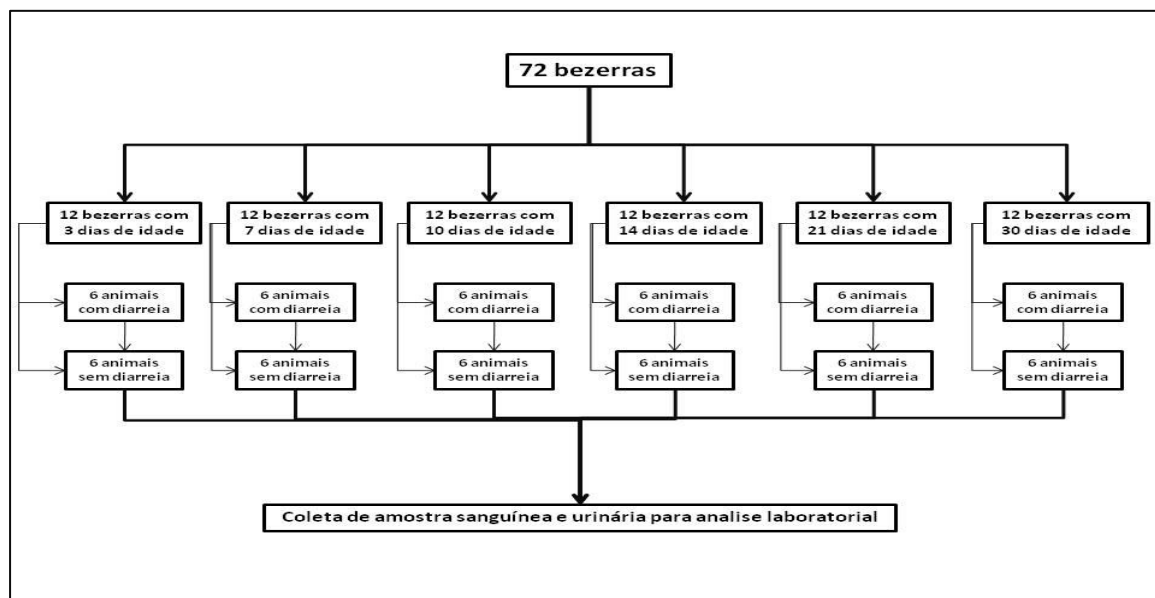 72 bezerras
12 bezerras com
3 dias de idade
12 bezerras com
7 dias de idade
12 bezerras com
10 dias de idade
12 bezerras com
14 dias de idade
12 bezerras com
21 dias de idade
12 bezerras com
30 dias de idade
6 animais
com diarreia
6 animais
com diarreia
6 animais
com diarreia
6 animais
com diarreia
6 animais
com diarreia
6 animais
com diarreia
6 animais
sem diarreia
6 animais
sem diarreia
6 animais
sem diarreia
6 animais
sem diarreia
6 animais
sem diarreia
6 animais
sem diarreia
Coleta de amostra sanguínea e urinária para analise laboratorial